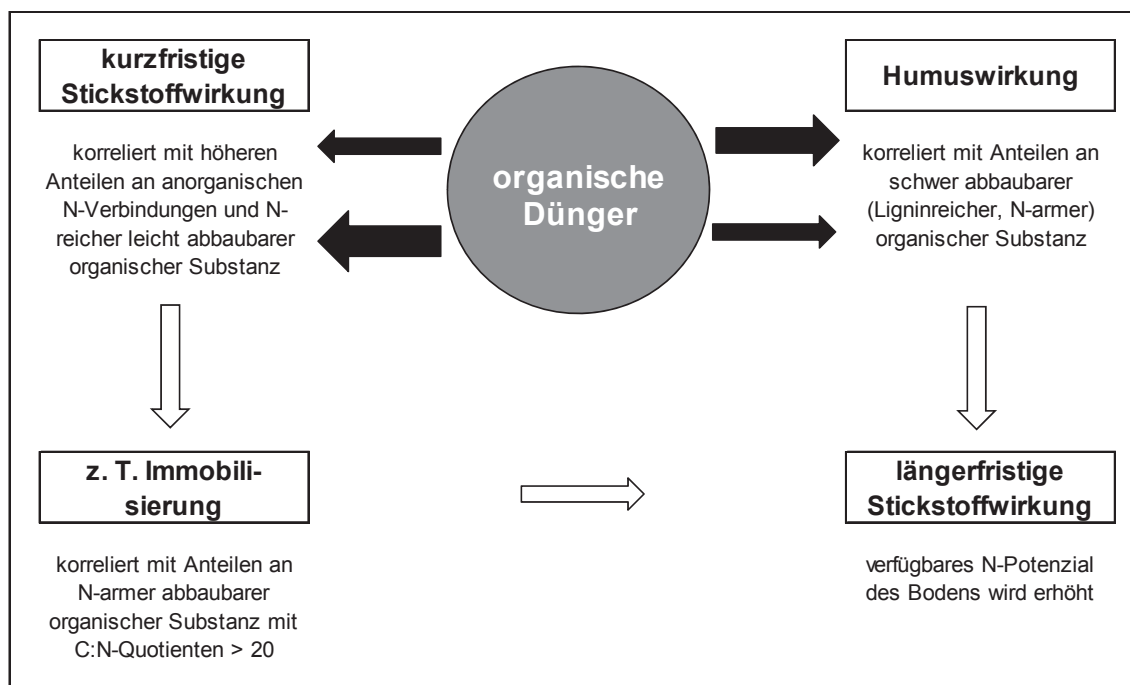 kurzfristige
Stickstoffwirkung
korreliert mit höheren
Anteilen an anorganischen
N-Verbindungen und N-
reicher leicht abbaubarer
organischer Substanz
organische
Dünger
Humuswirkung
korreliert mit Anteilen an
schwer abbaubarer
(Ligninreicher, N-armer)
organischer Substanz
z. T. Immobili-
sierung
korreliert mit Anteilen an
N-armer abbaubarer
organischer Substanz mit
C:N-Quotienten > 20
längerfristige
Stickstoffwirkung
verfügbares N-Potenzial
des Bodens wird erhöht